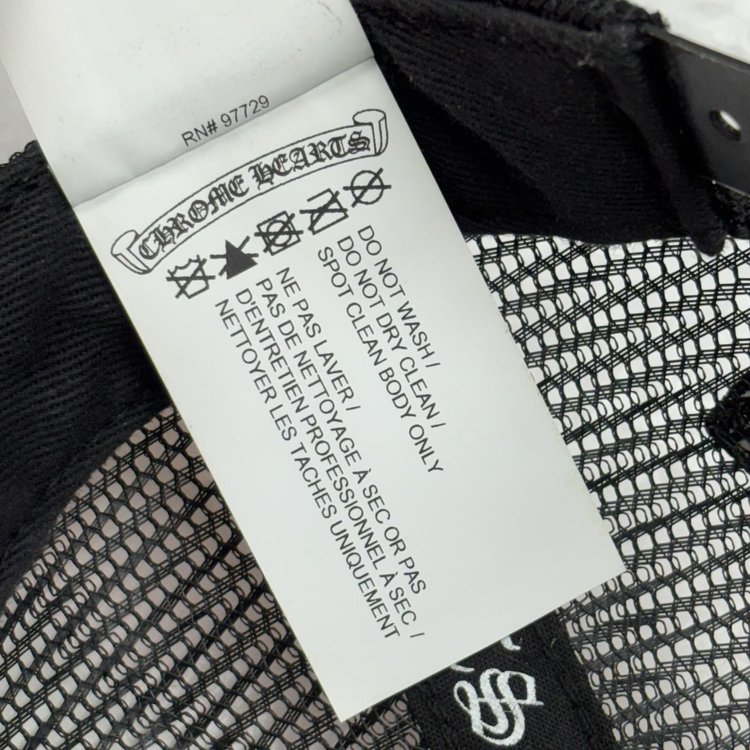 RN# 97729
CHROME HEARTS
DO NOT WASH /
DO NOT DRY CLEAN /
SPOT CLEAN BODY ONLY
NE PAS LAVER /
PAS DE NETTOYAGE À SEC OR PAS
D'ENTRETIEN PROFESSIONNEL À SEC /
NETTOYER LES TACHES UNIQUEMENT